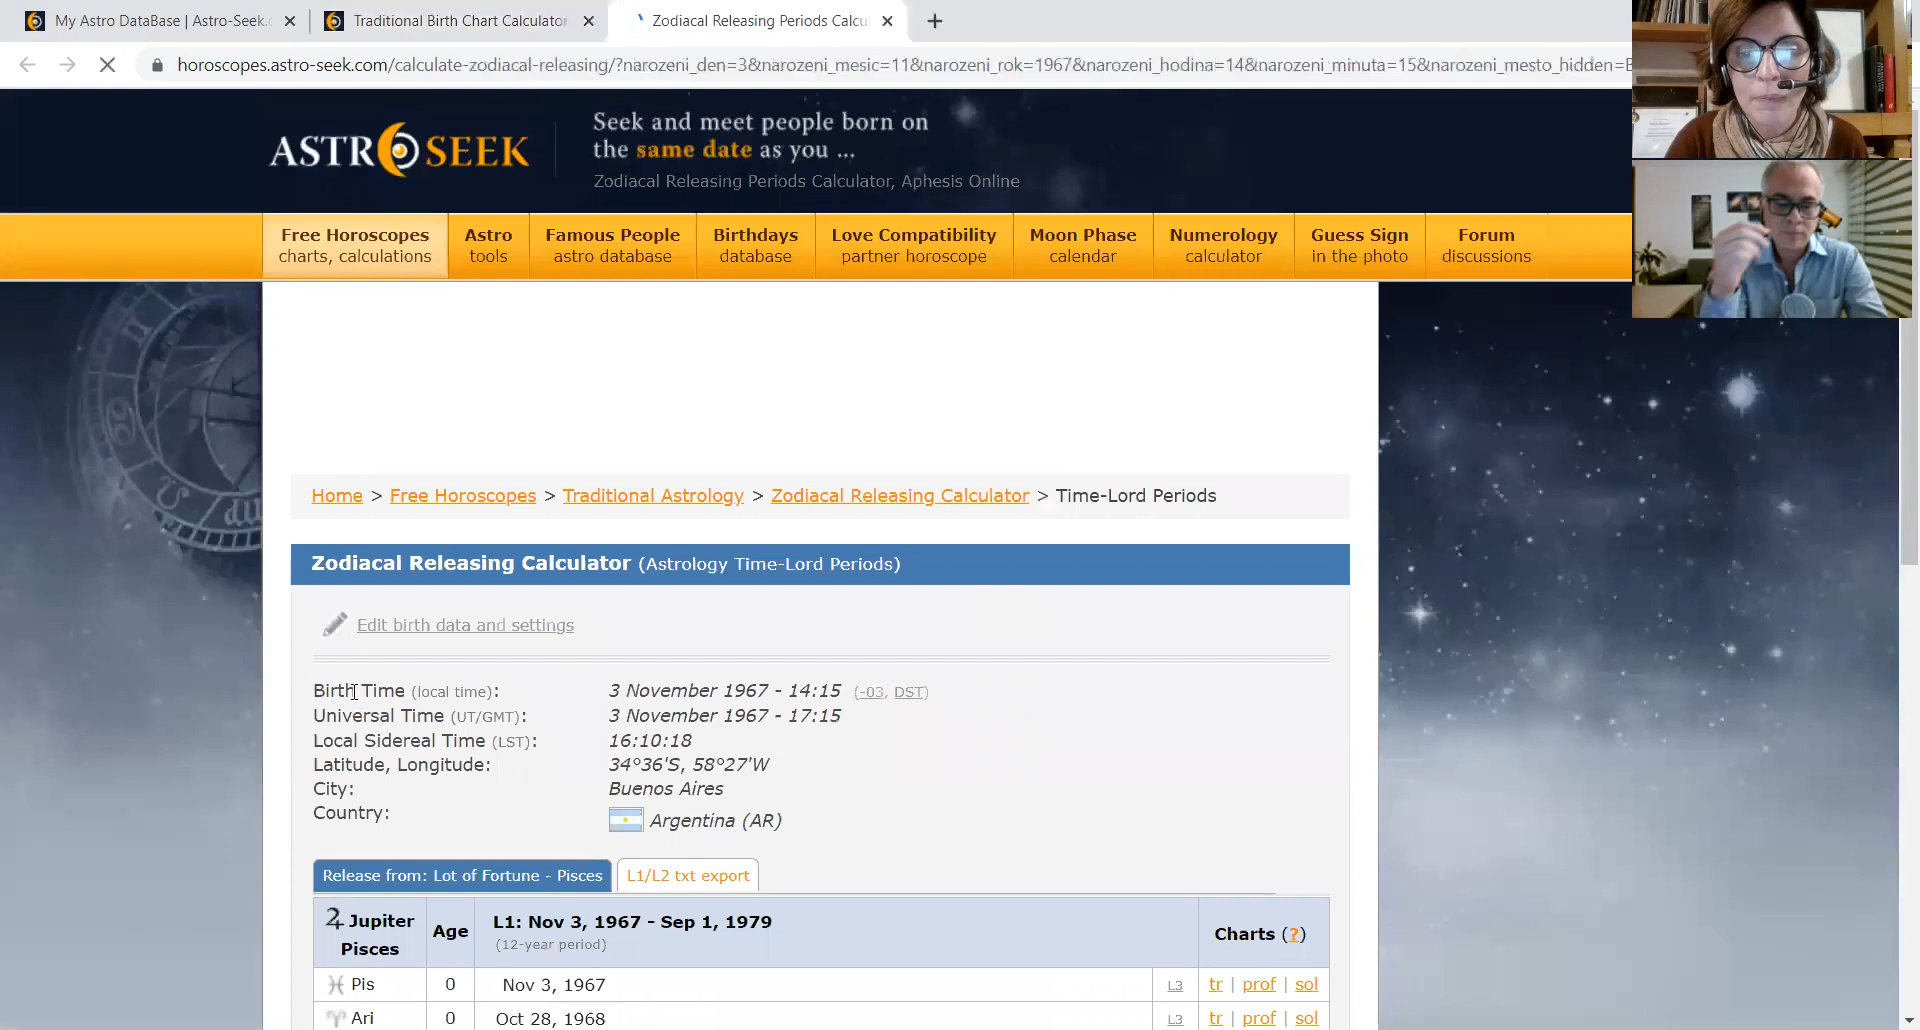 My Astro DataBase | Astro-Seek.
Traditional Birth Chart Calculator
Zodiacal Releasing Periods Calcu
horoscopes.astro-seek.com/calculate-zodiacal-releasing/?narozeni_den=3&narozeni_mesic=11&narozeni_rok=1967&narozeni_hodina=14&narozeni_minuta=15&narozeni_mesto_hidden=B
ASTROSEEK
Seek and meet people born on
the same date as you ...
Zodiacal Releasing Periods Calculator, Aphesis Online
Free Horoscopes Astro Famous People Birthdays Love Compatibility Moon Phase Numerology Guess Sign Forum
charts, calculations tools astro database database partner horoscope calendar calculator in the photo discussions
Home > Free Horoscopes > Traditional Astrology > Zodiacal Releasing Calculator > Time-Lord Periods
Zodiacal Releasing Calculator (Astrology Time-Lord Periods)
Edit birth data and settings
Birth Time (local time): 3 November 1967 - 14:15 (-03, DST)
Universal Time (UT/GMT): 3 November 1967 - 17:15
Local Sidereal Time (LST): 16:10:18
Latitude, Longitude: 34°36'S, 58°27'W
City: Buenos Aires
Country: Argentina (AR)
Release from: Lot of Fortune - Pisces L1/L2 txt export
♃ Jupiter Pisces Age L1: Nov 3, 1967 - Sep 1, 1979 Charts (?)
(12-year period)
♓ Pis 0 Nov 3, 1967 L3 tr | prof | sol
♈ Ari 0 Oct 28, 1968 L3 tr | prof | sol